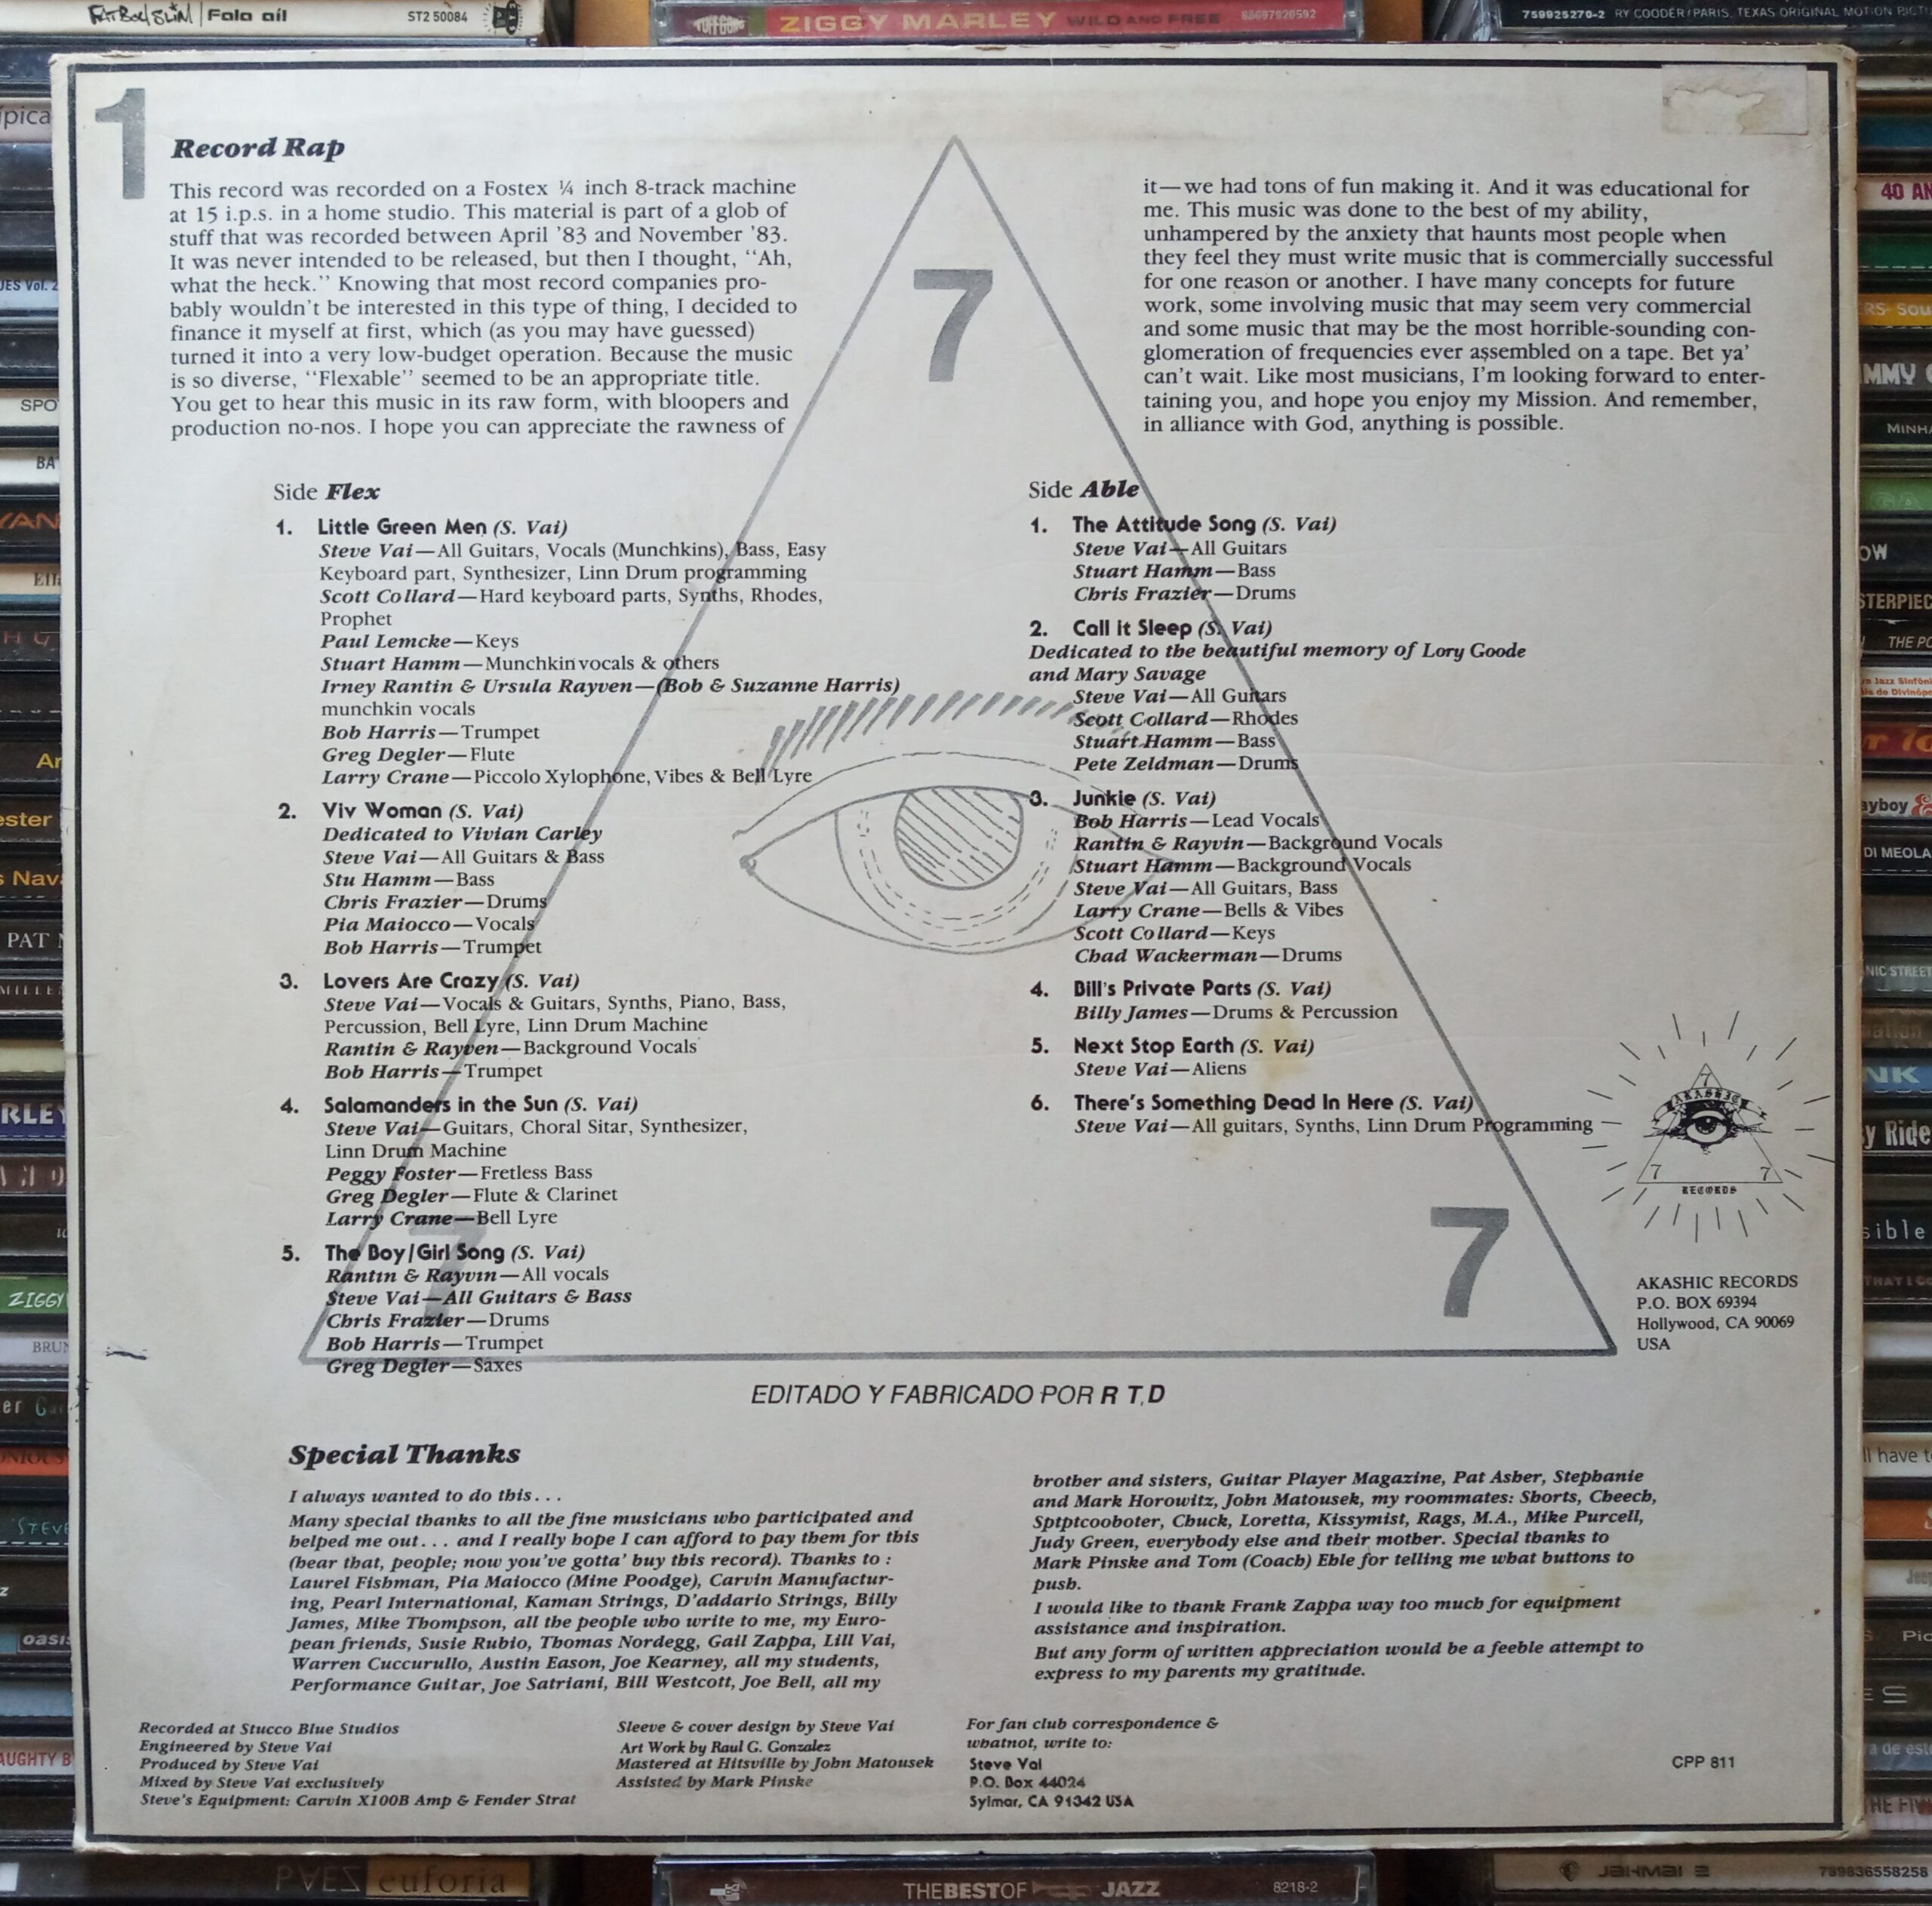 FATBOY SLIM | Fala aí
ST2 50084
TUFF GONG ZIGGY MARLEY WILD AND FREE 88697920592
759925270-2 RY COODER/PARIS, TEXAS ORIGINAL MOTION
1
Record Rap
This record was recorded on a Fostex ¼ inch 8-track machine
at 15 i.p.s. in a home studio. This material is part of a glob of
stuff that was recorded between April '83 and November '83.
It was never intended to be released, but then I thought, "Ah,
what the heck." Knowing that most record companies pro-
bably wouldn't be interested in this type of thing, I decided to
finance it myself at first, which (as you may have guessed)
turned it into a very low-budget operation. Because the music
is so diverse, "Flexable" seemed to be an appropriate title.
You get to hear this music in its raw form, with bloopers and
production no-nos. I hope you can appreciate the rawness of
it—we had tons of fun making it. And it was educational for
me. This music was done to the best of my ability,
unhampered by the anxiety that haunts most people when
they feel they must write music that is commercially successful
for one reason or another. I have many concepts for future
work, some involving music that may seem very commercial
and some music that may be the most horrible-sounding con-
glomeration of frequencies ever assembled on a tape. Bet ya'
can't wait. Like most musicians, I'm looking forward to enter-
taining you, and hope you enjoy my Mission. And remember,
in alliance with God, anything is possible.
7
Side Flex
1. Little Green Men (S. Vai)
Steve Vai—All Guitars, Vocals (Munchkins), Bass, Easy
Keyboard part, Synthesizer, Linn Drum programming
Scott Collard—Hard keyboard parts, Synths, Rhodes,
Prophet
Paul Lemcke—Keys
Stuart Hamm—Munchkin vocals & others
Irney Rantin & Ursula Rayven—(Bob & Suzanne Harris)
munchkin vocals
Bob Harris—Trumpet
Greg Degler—Flute
Larry Crane—Piccolo Xylophone, Vibes & Bell Lyre
2. Viv Woman (S. Vai)
Dedicated to Vivian Carley
Steve Vai—All Guitars & Bass
Stu Hamm—Bass
Chris Frazier—Drums
Pia Maiocco—Vocals
Bob Harris—Trumpet
3. Lovers Are Crazy (S. Vai)
Steve Vai—Vocals & Guitars, Synths, Piano, Bass,
Percussion, Bell Lyre, Linn Drum Machine
Rantin & Rayven—Background Vocals
Bob Harris—Trumpet
4. Salamanders in the Sun (S. Vai)
Steve Vai—Guitars, Choral Sitar, Synthesizer,
Linn Drum Machine
Peggy Foster—Fretless Bass
Greg Degler—Flute & Clarinet
Larry Crane—Bell Lyre
5. The Boy/Girl Song (S. Vai)
Rantin & Rayvin—All vocals
Steve Vai—All Guitars & Bass
Chris Frazier—Drums
Bob Harris—Trumpet
Greg Degler—Saxes
7
Side Able
1. The Attitude Song (S. Vai)
Steve Vai—All Guitars
Stuart Hamm—Bass
Chris Frazier—Drums
2. Call it Sleep (S. Vai)
Dedicated to the beautiful memory of Lory Goode
and Mary Savage
Steve Vai—All Guitars
Scott Collard—Rhodes
Stuart Hamm—Bass
Pete Zeldman—Drums
3. Junkie (S. Vai)
Bob Harris—Lead Vocals
Rantin & Rayvin—Background Vocals
Stuart Hamm—Background Vocals
Steve Vai—All Guitars, Bass
Larry Crane—Bells & Vibes
Scott Collard—Keys
Chad Wackerman—Drums
4. Bill's Private Parts (S. Vai)
Billy James—Drums & Percussion
5. Next Stop Earth (S. Vai)
Steve Vai—Aliens
6. There's Something Dead In Here (S. Vai)
Steve Vai—All guitars, Synths, Linn Drum Programming
7
7
AKASHIC
7 7
RECORDS
AKASHIC RECORDS
P.O. BOX 69394
Hollywood, CA 90069
USA
EDITADO Y FABRICADO POR R T.D
Special Thanks
I always wanted to do this...
Many special thanks to all the fine musicians who participated and
helped me out... and I really hope I can afford to pay them for this
(hear that, people; now you've gotta' buy this record). Thanks to :
Laurel Fishman, Pia Maiocco (Mine Poodge), Carvin Manufactur-
ing, Pearl International, Kaman Strings, D'addario Strings, Billy
James, Mike Thompson, all the people who write to me, my Euro-
pean friends, Susie Rubio, Thomas Nordegg, Gail Zappa, Lill Vai,
Warren Cuccurullo, Austin Eason, Joe Kearney, all my students,
Performance Guitar, Joe Satriani, Bill Westcott, Joe Bell, all my
brother and sisters, Guitar Player Magazine, Pat Asher, Stephanie
and Mark Horowitz, John Matousek, my roommates: Shorts, Cheech,
Sptptcooboter, Chuck, Loretta, Kissymist, Rags, M.A., Mike Purcell,
Judy Green, everybody else and their mother. Special thanks to
Mark Pinske and Tom (Coach) Eble for telling me what buttons to
push.
I would like to thank Frank Zappa way too much for equipment
assistance and inspiration.
But any form of written appreciation would be a feeble attempt to
express to my parents my gratitude.
Recorded at Stucco Blue Studios
Engineered by Steve Vai
Produced by Steve Vai
Mixed by Steve Vai exclusively
Steve's Equipment: Carvin X100B Amp & Fender Strat
Sleeve & cover design by Steve Vai
Art Work by Raul G. Gonzalez
Mastered at Hitsville by John Matousek
Assisted by Mark Pinske
For fan club correspondence &
whatnot, write to:
Steve Vai
P.O. Box 44024
Sylmar, CA 91342 USA
CPP 811
PAEZ euforia
THE BEST OF JAZZ 8218-2
789836558258
ZIGGY
oasis
DI MEOLA
THE FIV